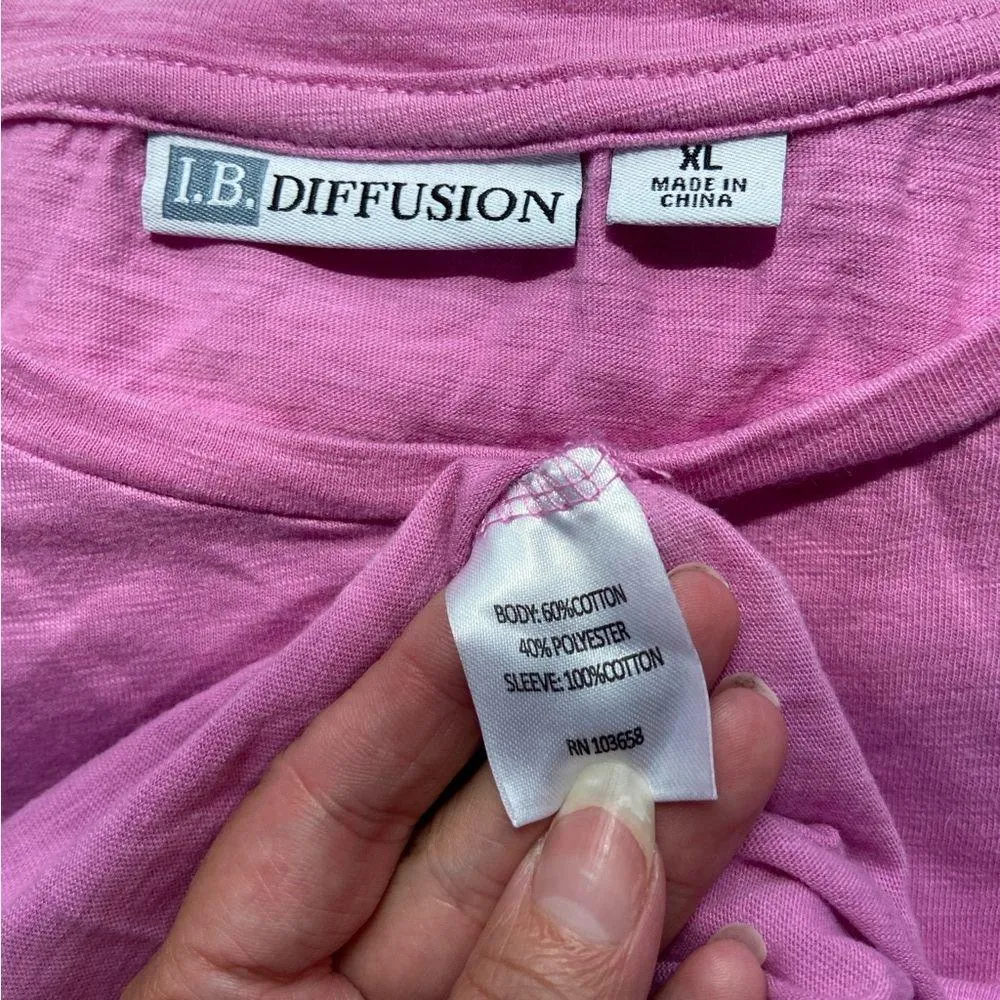 I.B. DIFFUSION
XL
MADE IN
CHINA
BODY: 60%COTTON
40% POLYESTER
SLEEVE: 100%COTTON
RN 103658